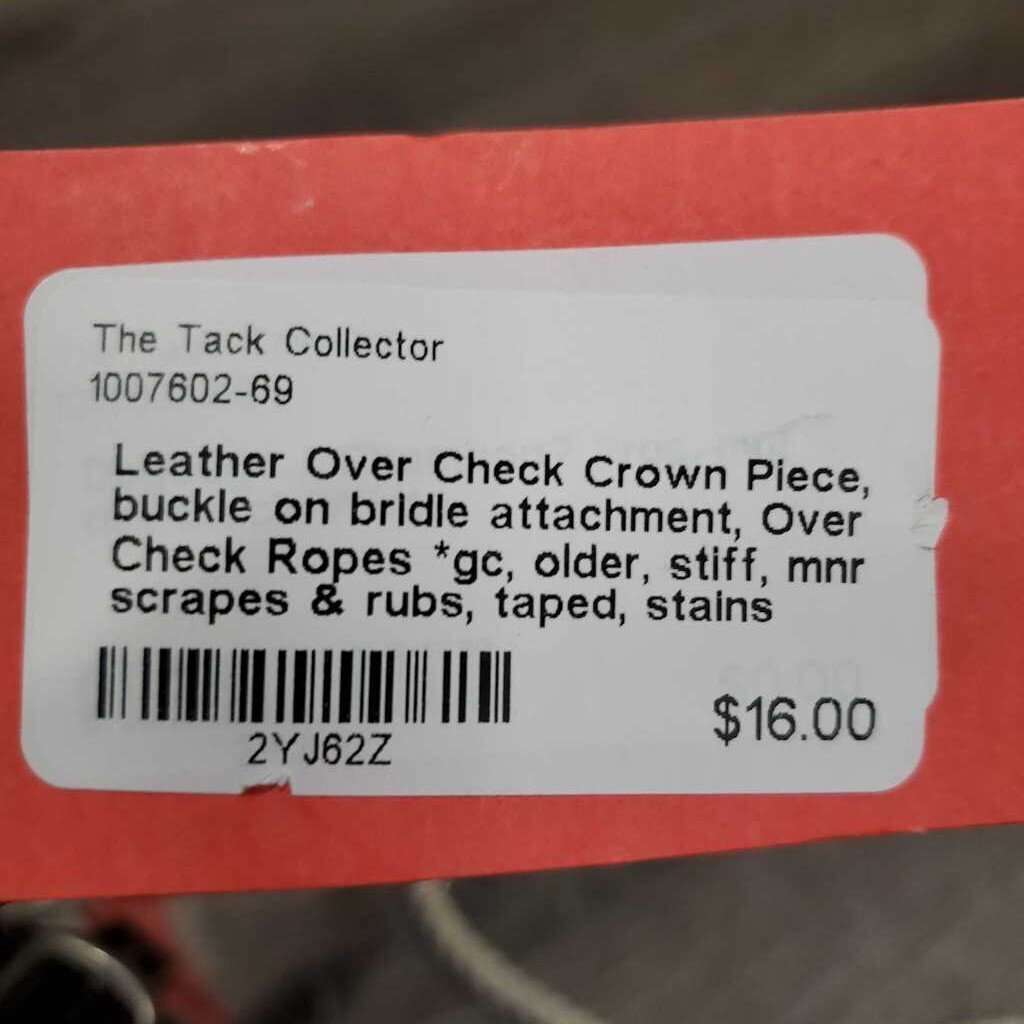 The Tack Collector
1007602-69
Leather Over Check Crown Piece,
buckle on bridle attachment, Over
Check Ropes *gc, older, stiff, mnr
scrapes & rubs, taped, stains
2YJ62Z
$16.00